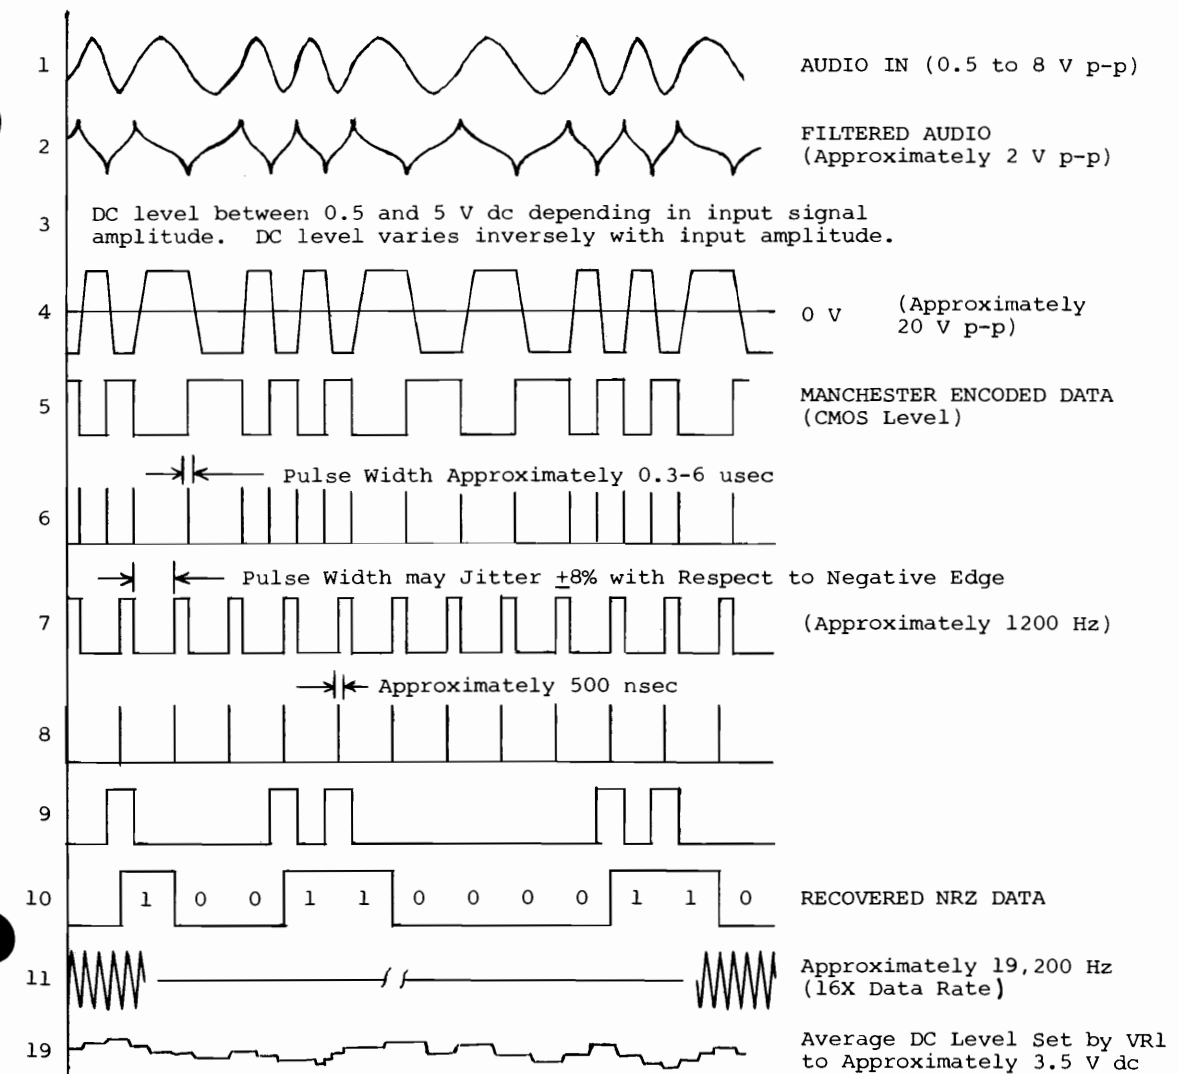 1 AUDIO IN (0.5 to 8 V p-p)
2 FILTERED AUDIO
(Approximately 2 V p-p)
3 DC level between 0.5 and 5 V dc depending in input signal
amplitude. DC level varies inversely with input amplitude.
4 0 V (Approximately
20 V p-p)
5 MANCHESTER ENCODED DATA
(CMOS Level)
Pulse Width Approximately 0.3-6 usec
6
Pulse Width may Jitter ±8% with Respect to Negative Edge
7 (Approximately 1200 Hz)
Approximately 500 nsec
8
9
10 1 0 0 1 1 0 0 0 0 1 1 0 RECOVERED NRZ DATA
11 Approximately 19,200 Hz
(16X Data Rate)
19 Average DC Level Set by VR1
to Approximately 3.5 V dc